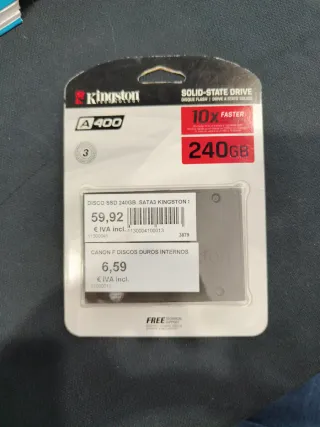 Kingston
SOLID-STATE DRIVE
A400
10x FASTER
240GB
3
DISCO SSD 240GB. SATA3 KINGSTON I
59,92
€ IVA incl.
2879
CANON P DISCOS DUROS INTERNOS
6,59
€ IVA incl.
FREE